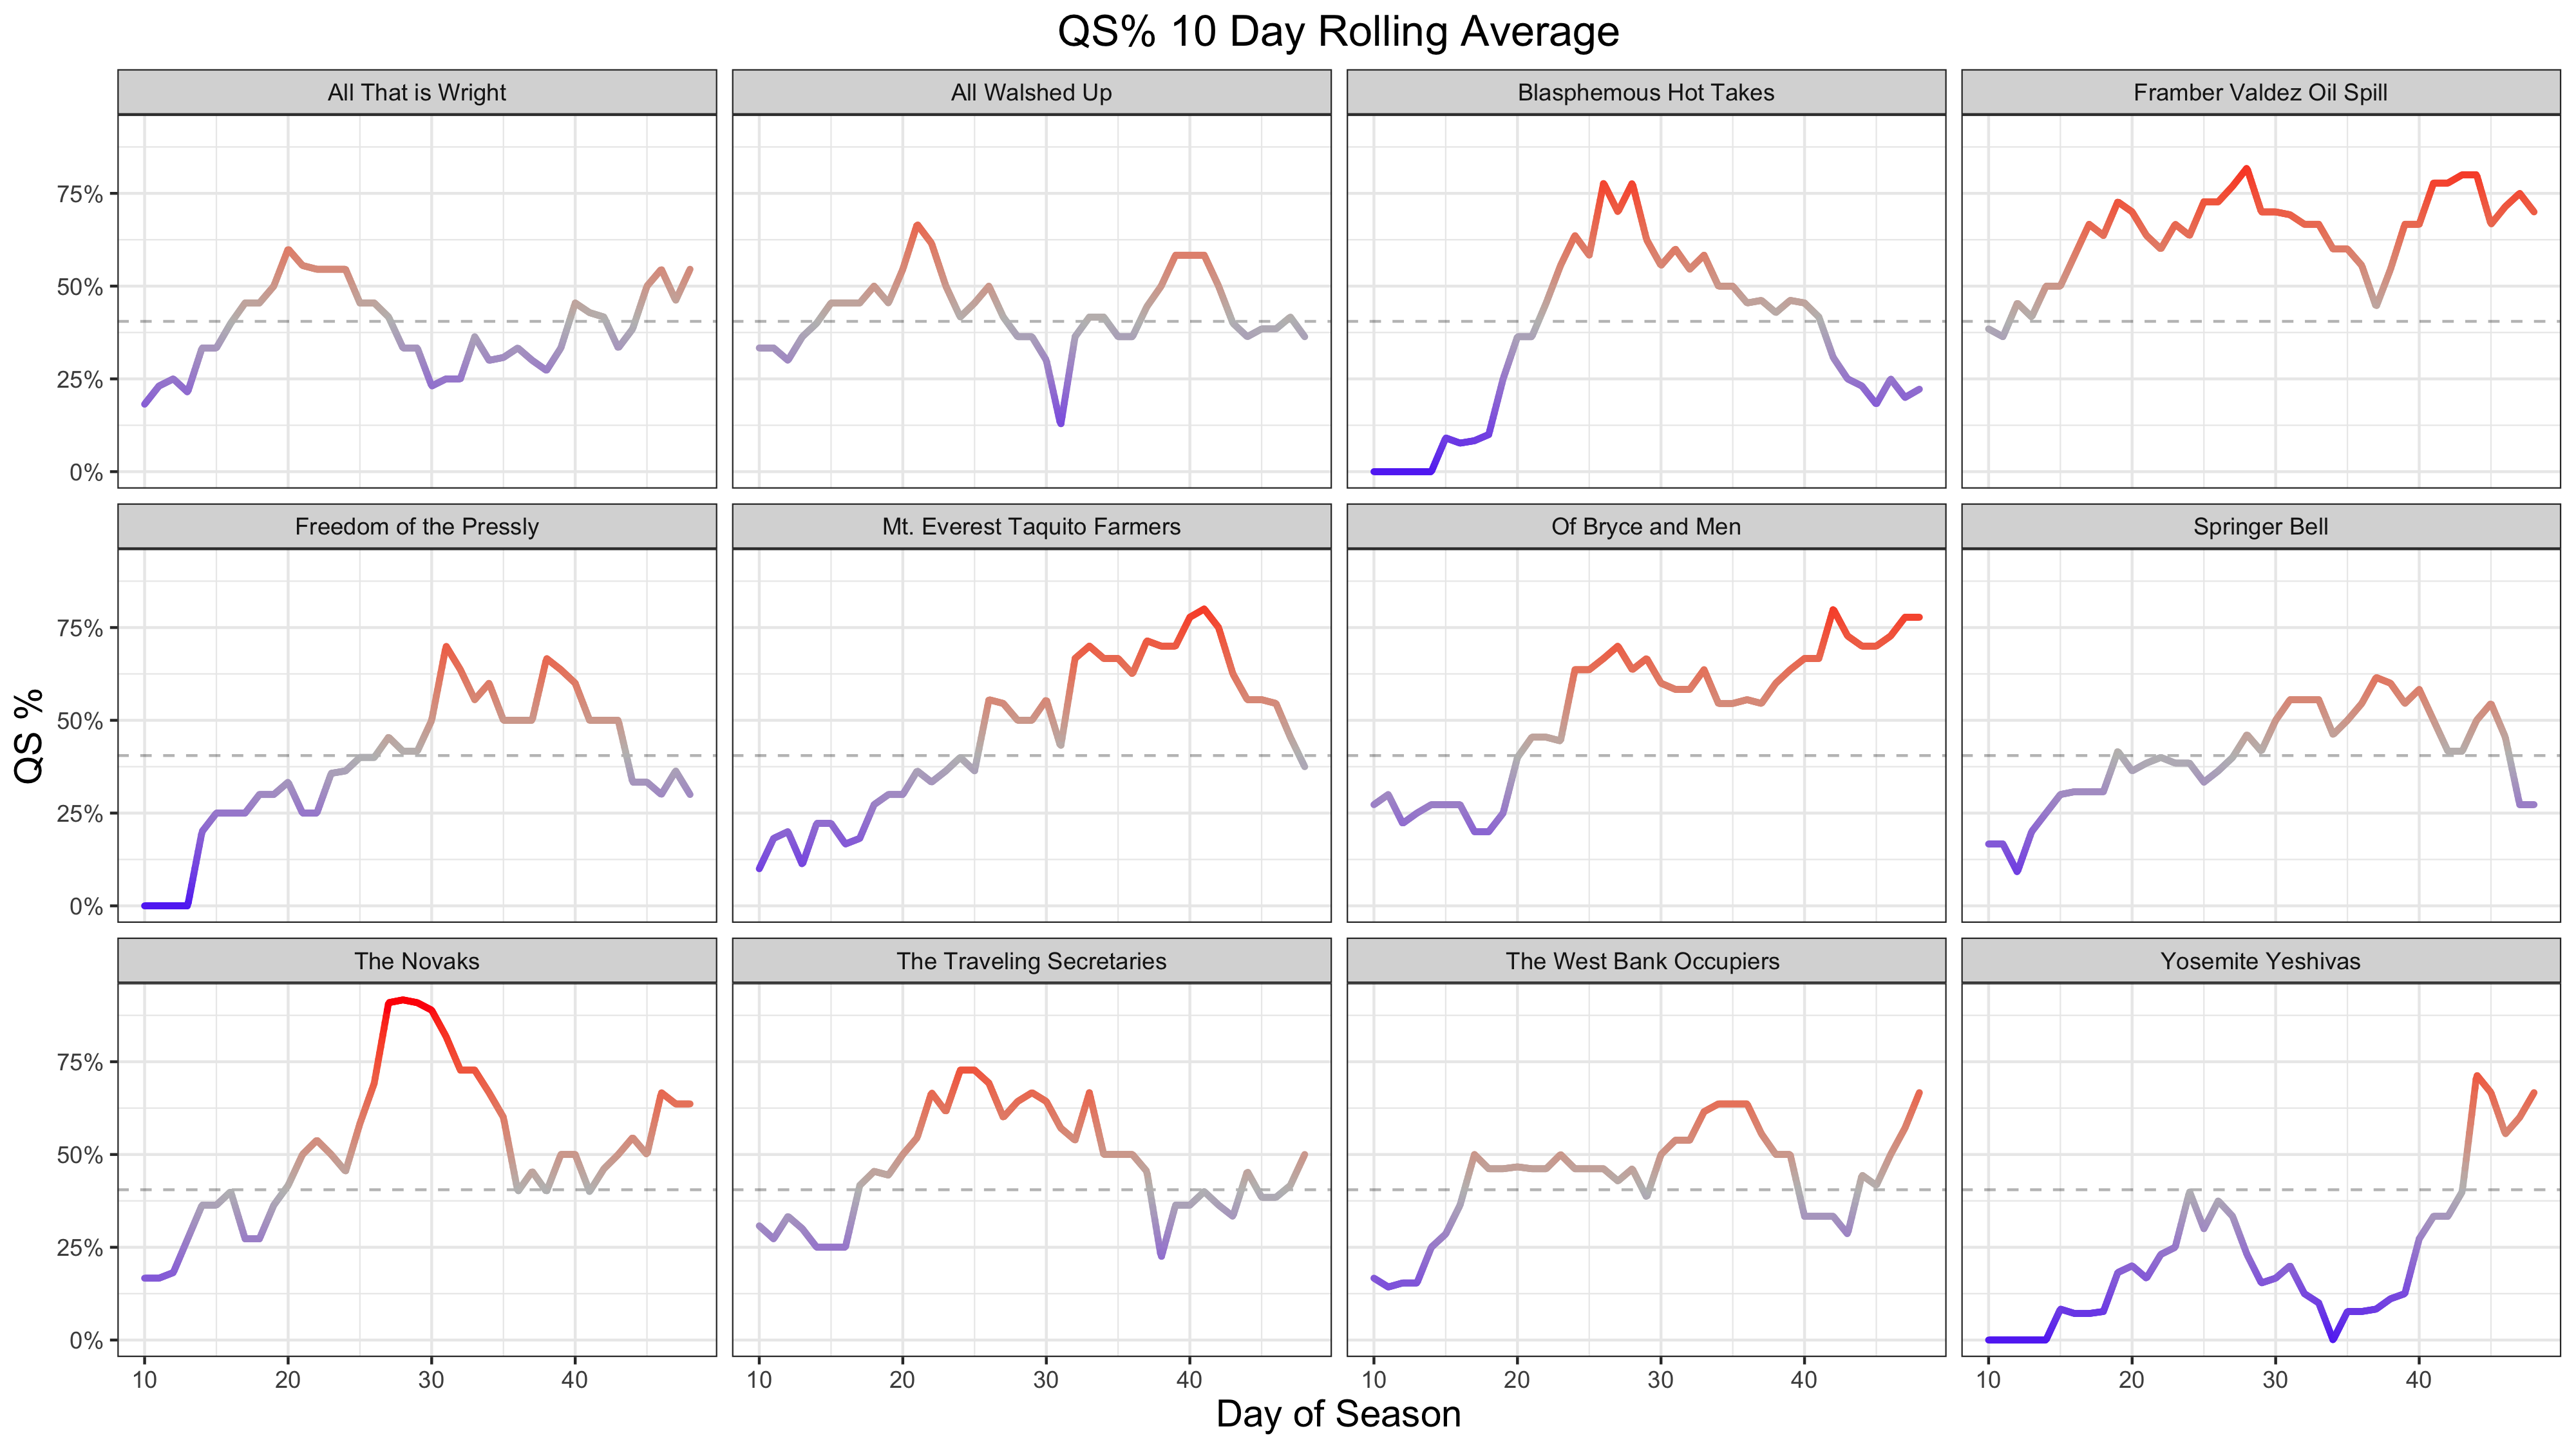 QS% 10 Day Rolling Average
All That is Wright
All Walshed Up
Blasphemous Hot Takes
Framber Valdez Oil Spill
75%
50%
25%
0%
Freedom of the Pressly
Mt. Everest Taquito Farmers
Of Bryce and Men
Springer Bell
75%
50%
25%
0%
QS %
The Novaks
The Traveling Secretaries
The West Bank Occupiers
Yosemite Yeshivas
75%
50%
25%
0%
10 20 30 40 10 20 30 40 10 20 30 40 10 20 30 40
Day of Season